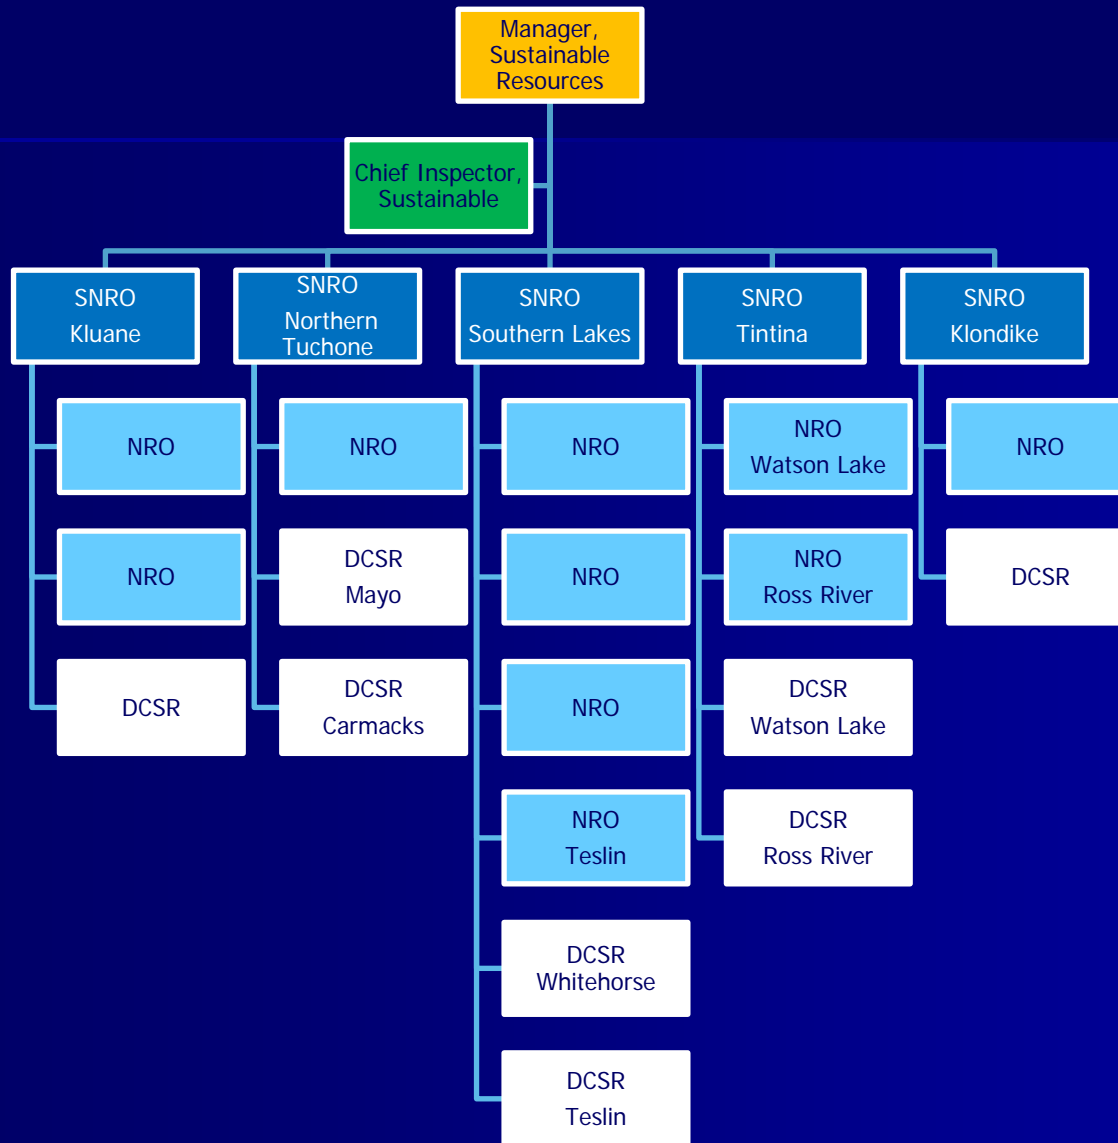 Manager,
Sustainable
Resources
Chief Inspector,
Sustainable
SNRO
Kluane
SNRO
Northern
Tuchone
SNRO
Southern Lakes
SNRO
Tintina
SNRO
Klondike
NRO
NRO
DCSR
NRO
DCSR
Mayo
DCSR
Carmacks
NRO
NRO
NRO
NRO
Teslin
DCSR
Whitehorse
DCSR
Teslin
NRO
Watson Lake
NRO
Ross River
DCSR
Watson Lake
DCSR
Ross River
NRO
DCSR